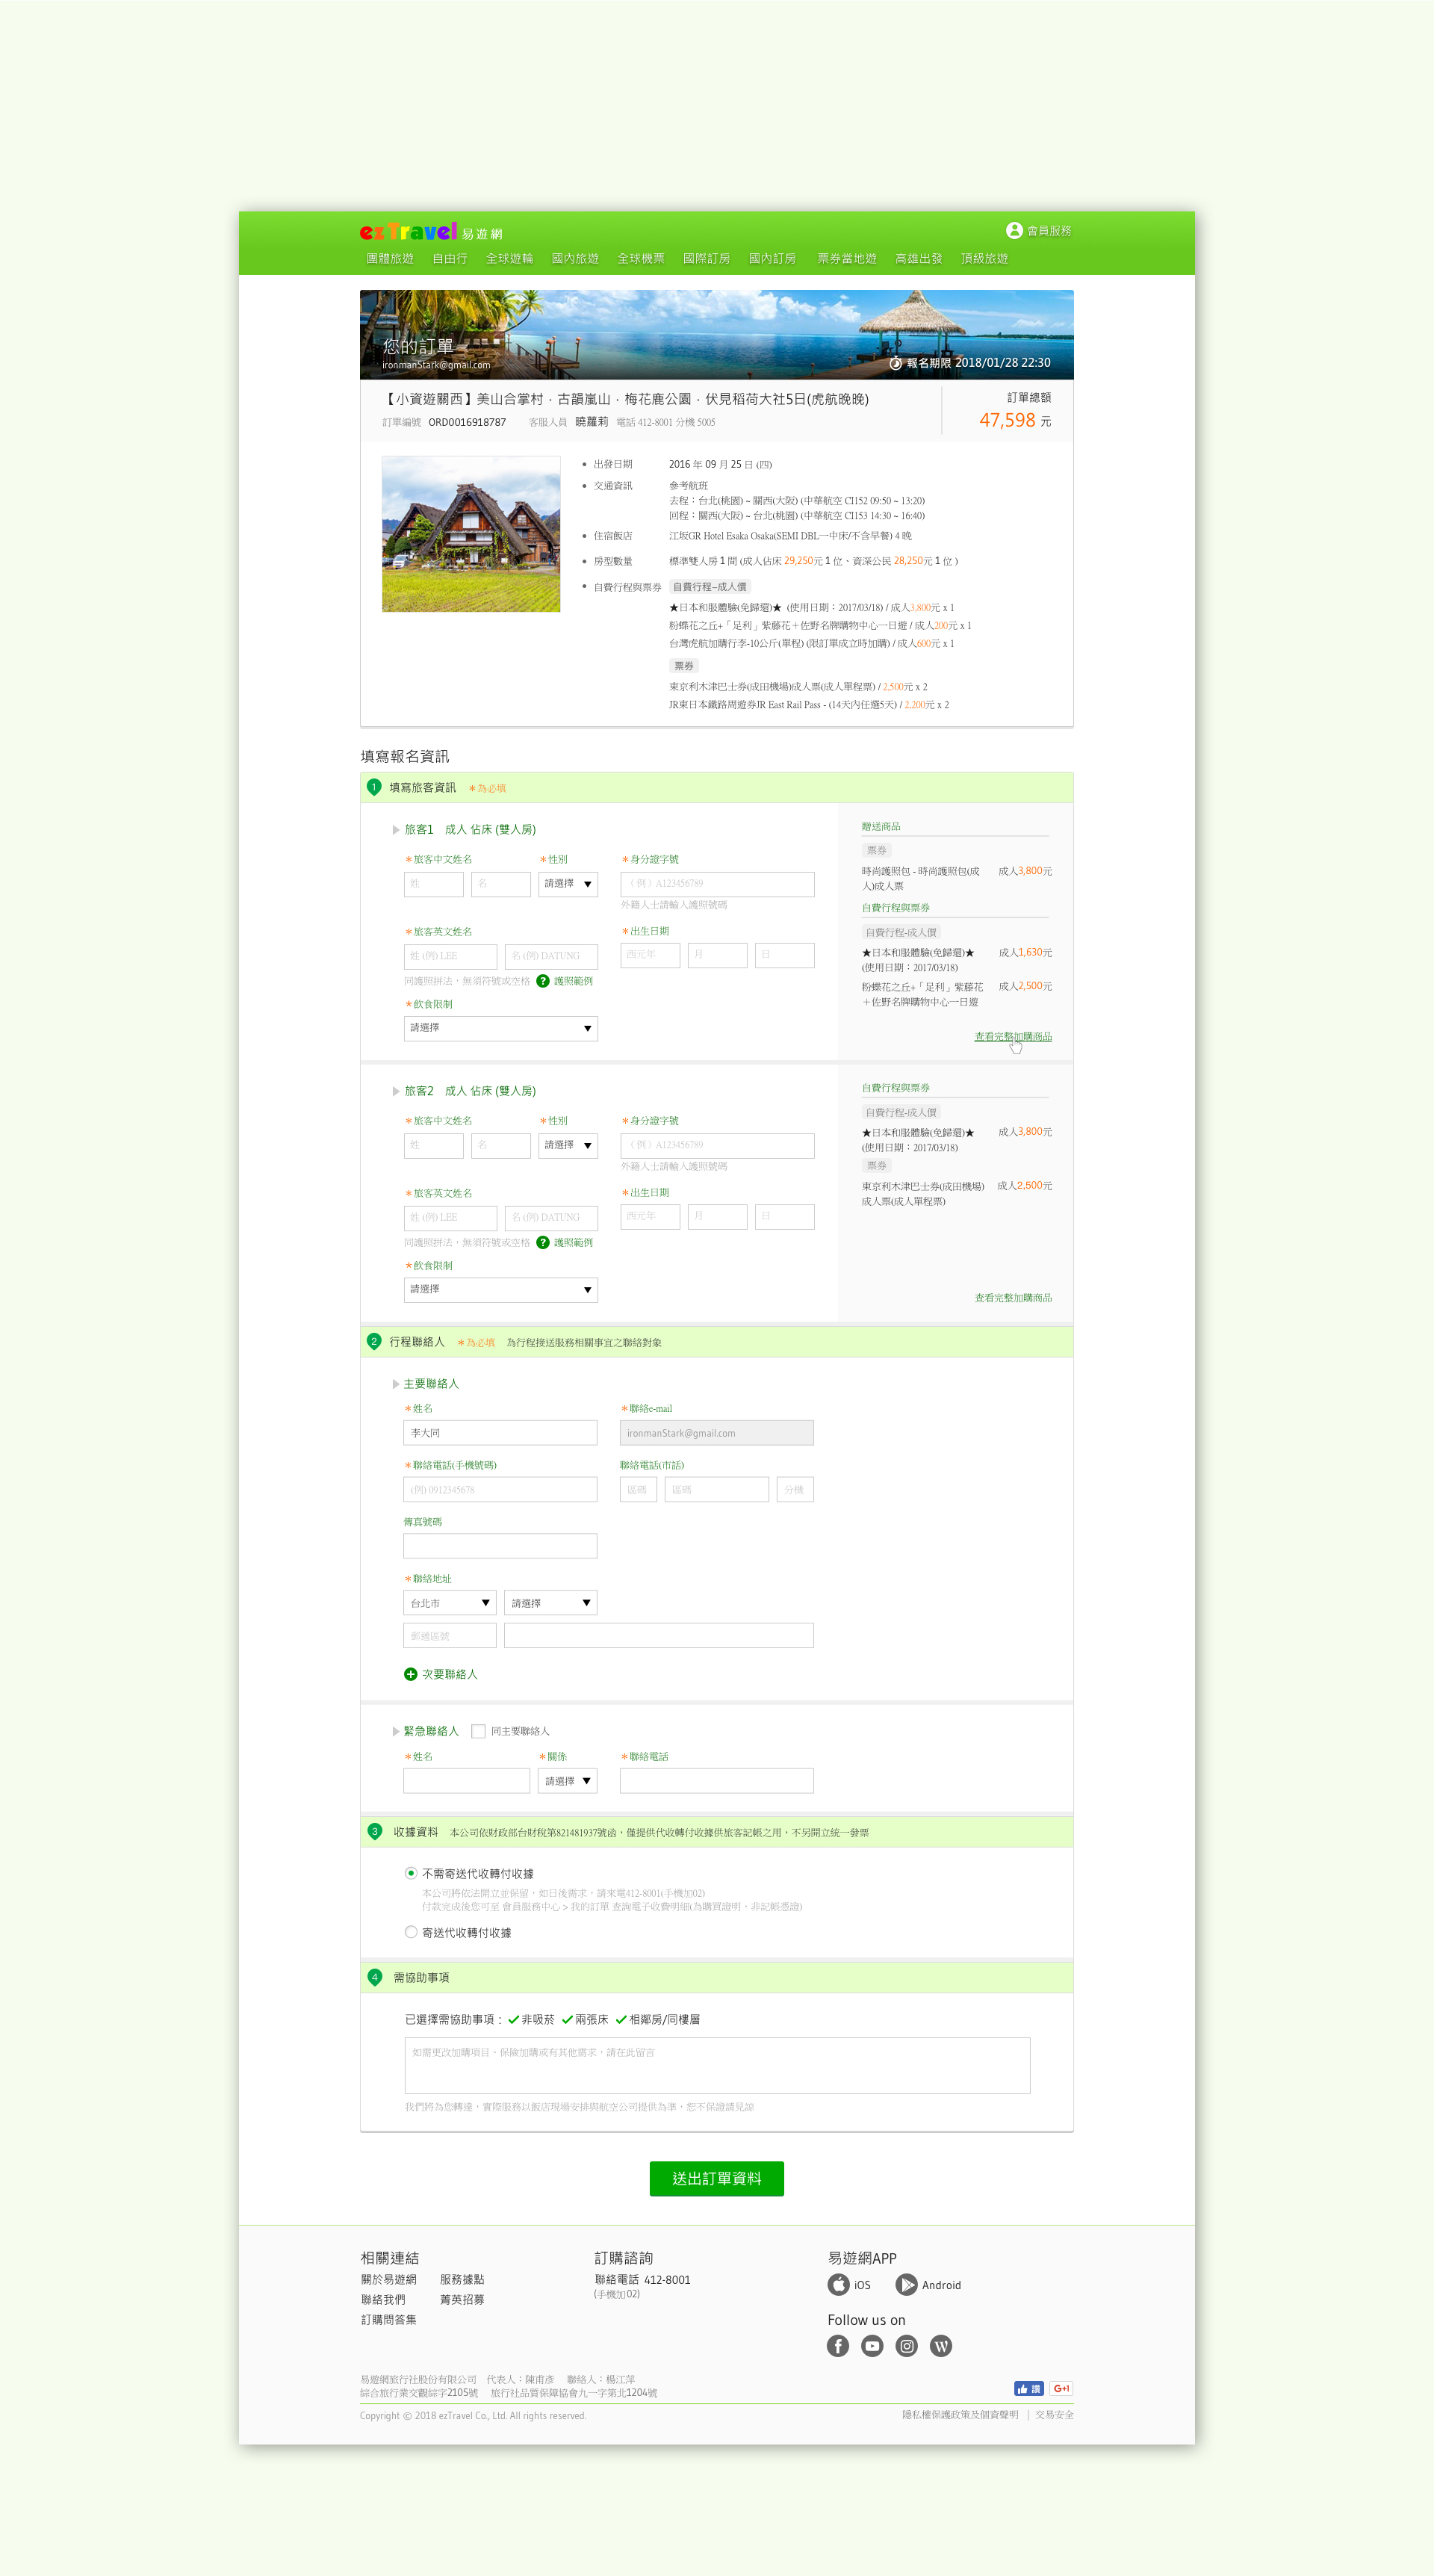 ezTravel 易遊網
會員服務
團體旅遊 自由行 全球遊輪 國內旅遊 全球機票 國際訂房 國內訂房 票券當地遊 高雄出發 頂級旅遊
您的訂單
ironmanStark@gmail.com
報名期限 2018/01/28 22:30
【小資遊關西】美山合掌村．古韻嵐山．梅花鹿公園．伏見稻荷大社5日(虎航晚晚)
訂單編號 ORD0016918787 客服人員 曉蘿莉 電話 412-8001 分機 5005
訂單總額
47,598 元
出發日期 2016 年 09 月 25 日 (四)
交通資訊 參考航班
去程：台北(桃園) ~ 關西(大阪) (中華航空 CI152 09:50 ~ 13:20)
回程：關西(大阪) ~ 台北(桃園) (中華航空 CI153 14:30 ~ 16:40)
住宿飯店 江坂GR Hotel Esaka Osaka(SEMI DBL一中床/不含早餐) 4 晚
房型數量 標準雙人房 1 間 (成人佔床 29,250元 1 位、資深公民 28,250元 1 位 )
自費行程與票券 自費行程-成人價
★日本和服體驗(免歸還)★ (使用日期：2017/03/18) / 成人3,800元 x 1
粉蝶花之丘+「足利」紫藤花＋佐野名牌購物中心一日遊 / 成人200元 x 1
台灣虎航加購行李-10公斤(單程) (限訂單成立時加購) / 成人600元 x 1
票券
東京利木津巴士券(成田機場)成人票(成人單程票) / 2,500元 x 2
JR東日本鐵路周遊券JR East Rail Pass - (14天內任選5天) / 2,200元 x 2
填寫報名資訊
1 填寫旅客資訊 ＊為必填
旅客1 成人 佔床 (雙人房)
＊旅客中文姓名 ＊性別 ＊身分證字號
姓 名 請選擇 （例）A123456789
外籍人士請輸入護照號碼
＊旅客英文姓名 ＊出生日期
姓 (例) LEE 名 (例) DATUNG 西元年 月 日
同護照拼法，無須符號或空格 ? 護照範例
＊飲食限制
請選擇
贈送商品
票券
時尚護照包 - 時尚護照包(成 成人3,800元
人)成人票
自費行程與票券
自費行程-成人價
★日本和服體驗(免歸還)★ 成人1,630元
(使用日期：2017/03/18)
粉蝶花之丘+「足利」紫藤花 成人2,500元
＋佐野名牌購物中心一日遊
查看完整加購商品
旅客2 成人 佔床 (雙人房)
＊旅客中文姓名 ＊性別 ＊身分證字號
姓 名 請選擇 （例）A123456789
外籍人士請輸入護照號碼
＊旅客英文姓名 ＊出生日期
姓 (例) LEE 名 (例) DATUNG 西元年 月 日
同護照拼法，無須符號或空格 ? 護照範例
＊飲食限制
請選擇
自費行程與票券
自費行程-成人價
★日本和服體驗(免歸還)★ 成人3,800元
(使用日期：2017/03/18)
票券
東京利木津巴士券(成田機場) 成人2,500元
成人票(成人單程票)
查看完整加購商品
2 行程聯絡人 ＊為必填 為行程接送服務相關事宜之聯絡對象
主要聯絡人
＊姓名 ＊聯絡e-mail
李大同 ironmanStark@gmail.com
＊聯絡電話(手機號碼) 聯絡電話(市話)
(例) 0912345678 區碼 區碼 分機
傳真號碼
＊聯絡地址
台北市 請選擇
郵遞區號
次要聯絡人
緊急聯絡人 同主要聯絡人
＊姓名 ＊關係 ＊聯絡電話
請選擇
3 收據資料 本公司依財政部台財稅第821481937號函，僅提供代收轉付收據供旅客記帳之用，不另開立統一發票
不需寄送代收轉付收據
本公司將依法開立並保留，如日後需求，請來電412-8001(手機加02)
付款完成後您可至 會員服務中心 > 我的訂單 查詢電子收費明細(為購買證明，非記帳憑證)
寄送代收轉付收據
4 需協助事項
已選擇需協助事項： 非吸菸 兩張床 相鄰房/同樓層
如需更改加購項目、保險加購或有其他需求，請在此留言
我們將為您轉達，實際服務以飯店現場安排與航空公司提供為準，恕不保證請見諒
送出訂單資料
相關連結 訂購諮詢 易遊網APP
關於易遊網 服務據點 聯絡電話 412-8001 iOS Android
聯絡我們 菁英招募 (手機加02)
訂購問答集
Follow us on
易遊網旅行社股份有限公司 代表人：陳甫彥 聯絡人：楊江萍
綜合旅行業交觀綜字2105號 旅行社品質保障協會九一字第北1204號
讚 G+1
Copyright © 2018 ezTravel Co., Ltd. All rights reserved.
隱私權保護政策及個資聲明 | 交易安全